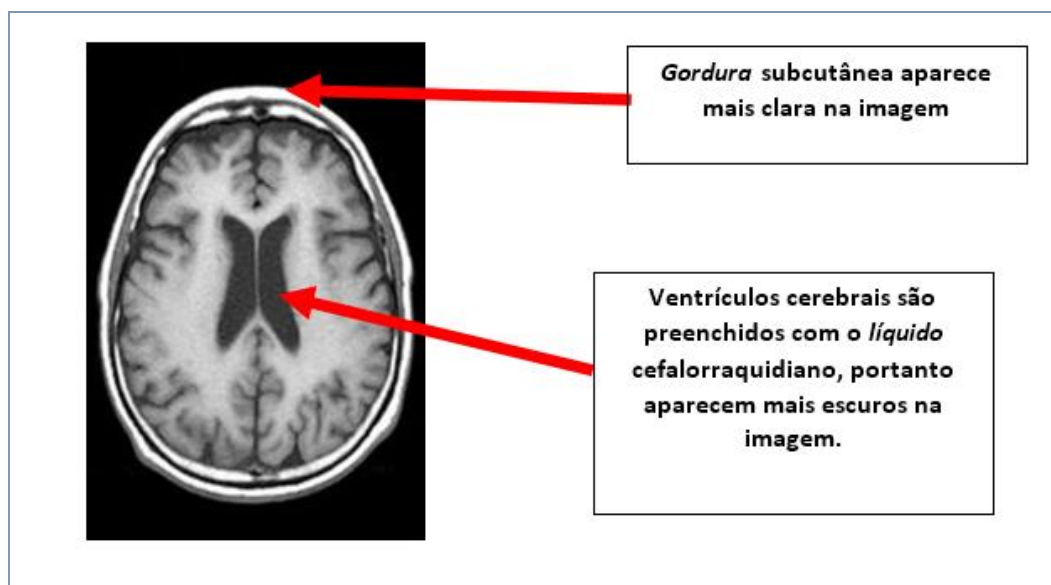 Gordura subcutânea aparece
mais clara na imagem
Ventrículos cerebrais são
preenchidos com o líquido
cefalorraquidiano, portanto
aparecem mais escuros na
imagem.